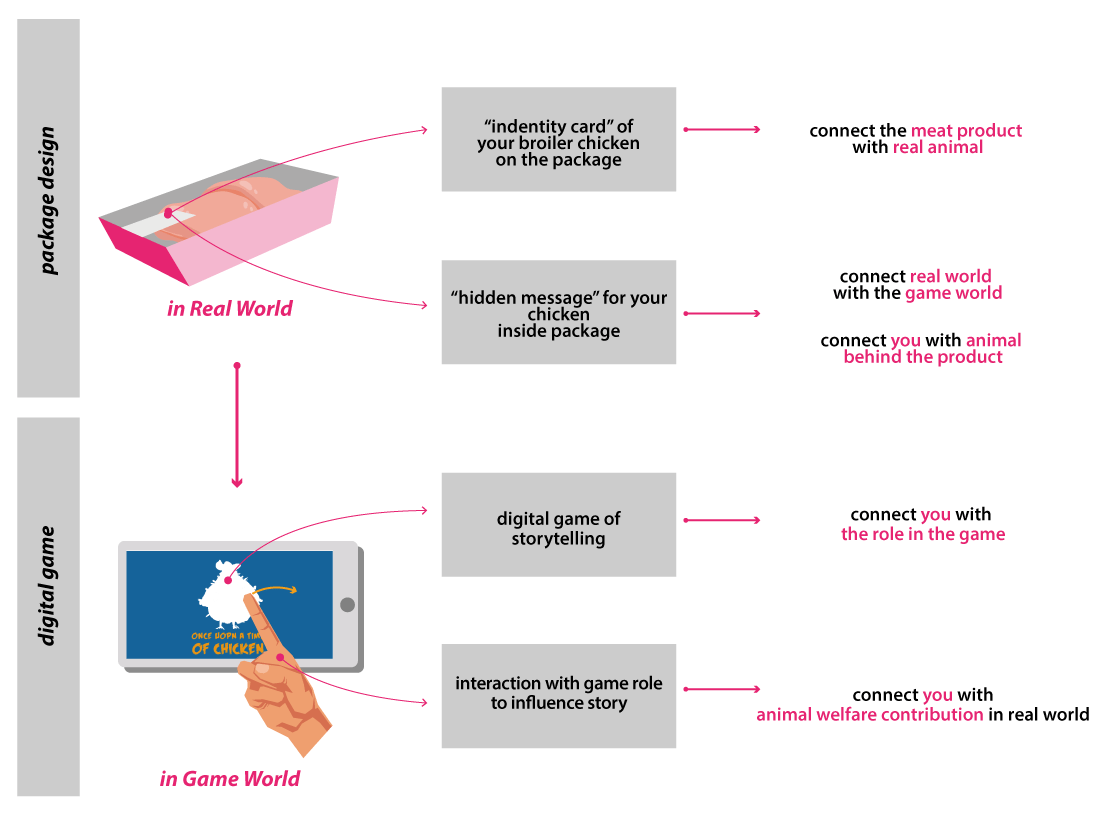 package design
"indentity card" of
your broiler chicken
on the package
connect the meat product
with real animal
in Real World
"hidden message" for your
chicken
inside package
connect real world
with the game world
connect you with animal
behind the product
digital game
digital game of
storytelling
connect you with
the role in the game
ONCE UOPN A TIM
OF CHICKEN
interaction with game role
to influence story
connect you with
animal welfare contribution in real world
in Game World